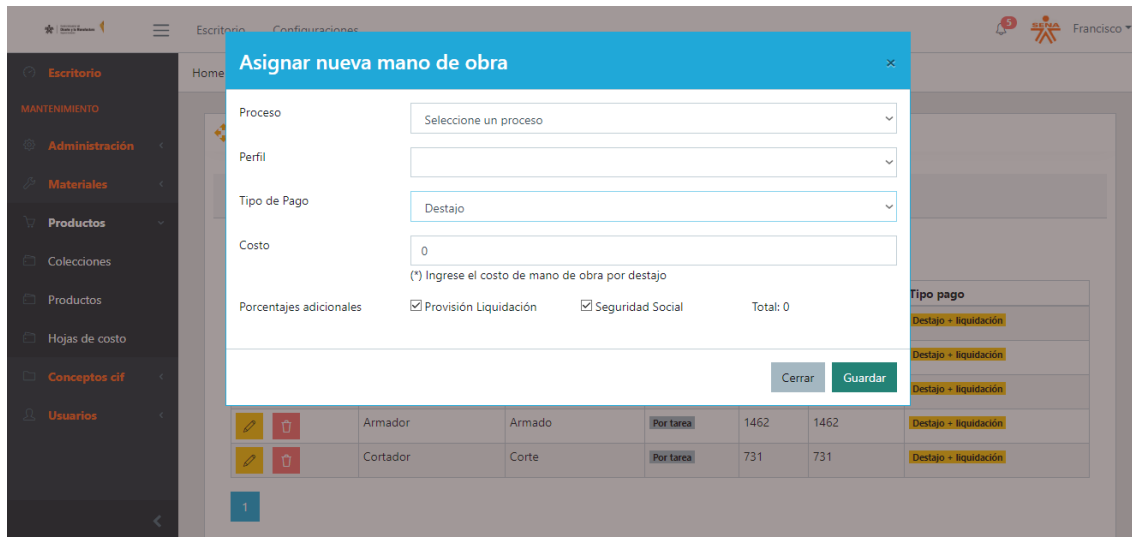 Escritorio Configuraciones 5 SENA Francisco
Escritorio
Home
MANTENIMIENTO
Administración
Materiales
Productos
Colecciones
Productos
Hojas de costo
Conceptos cif
Usuarios
Asignar nueva mano de obra ×
Proceso Seleccione un proceso
Perfil
Tipo de Pago Destajo
Costo 0
(*) Ingrese el costo de mano de obra por destajo
Porcentajes adicionales Provisión Liquidación Seguridad Social Total: 0
Cerrar Guardar
Tipo pago
Destajo + liquidación
Destajo + liquidación
Destajo + liquidación
Armador Armado Por tarea 1462 1462 Destajo + liquidación
Cortador Corte Por tarea 731 731 Destajo + liquidación
1